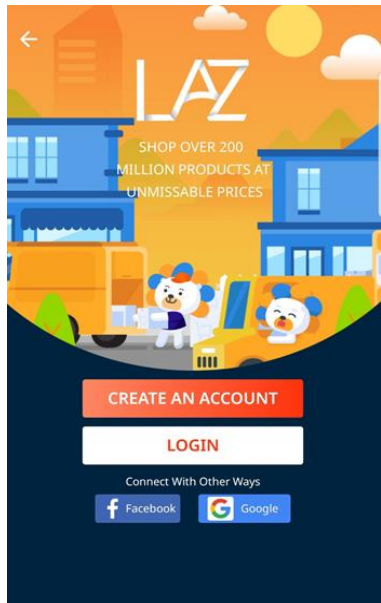 LAZ
SHOP OVER 200
MILLION PRODUCTS AT
UNMISSABLE PRICES
CREATE AN ACCOUNT
LOGIN
Connect With Other Ways
f Facebook
G Google